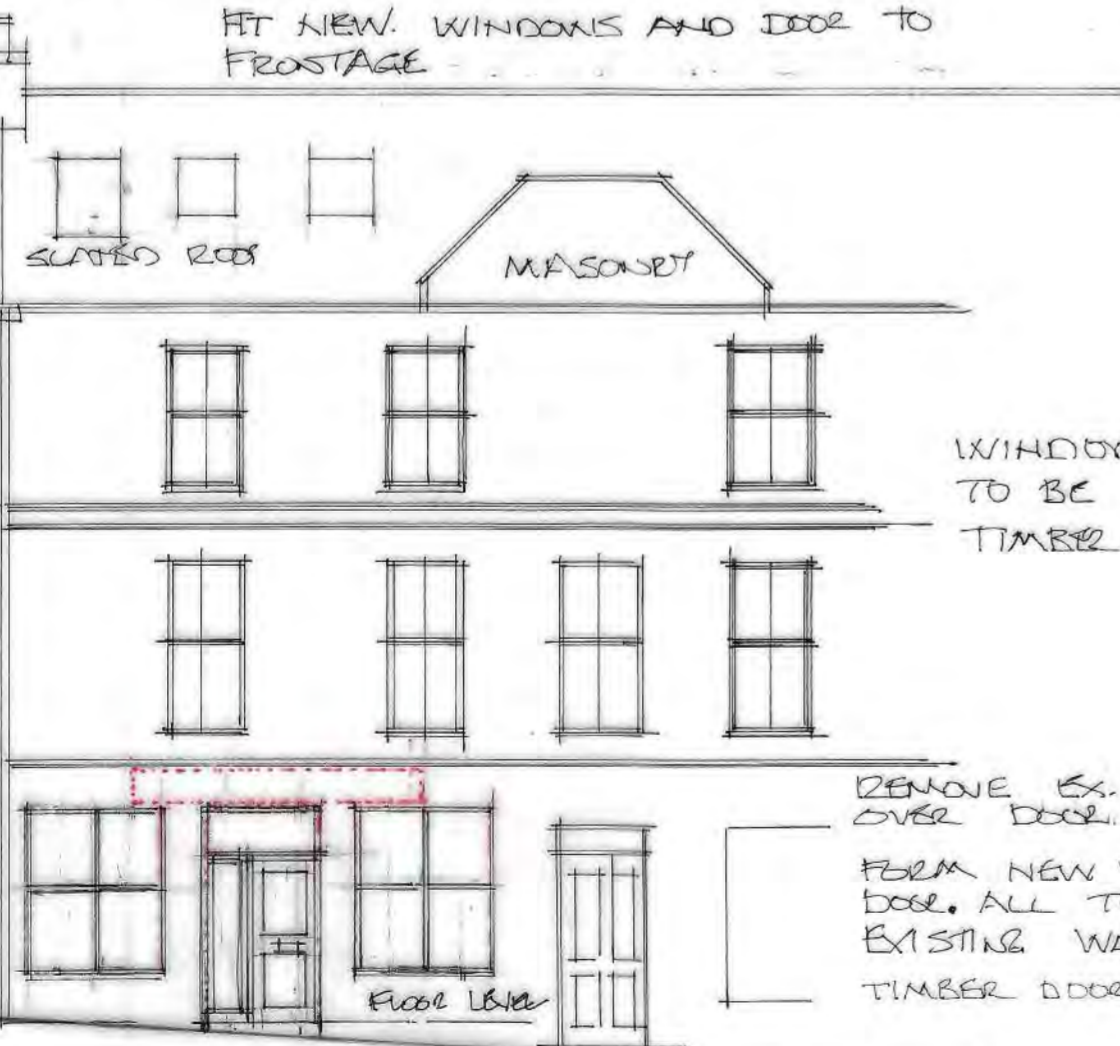 FIT NEW. WINDOWS AND DOOR TO
FRONTAGE
SLATED ROOF
MASONRY
WINDOW
TO BE
TIMBER
REMOVE EX.
OVER DOOR.
FORM NEW
DOOR. ALL T
EXISTING WA
TIMBER DOOR
FLOOR LEVEL